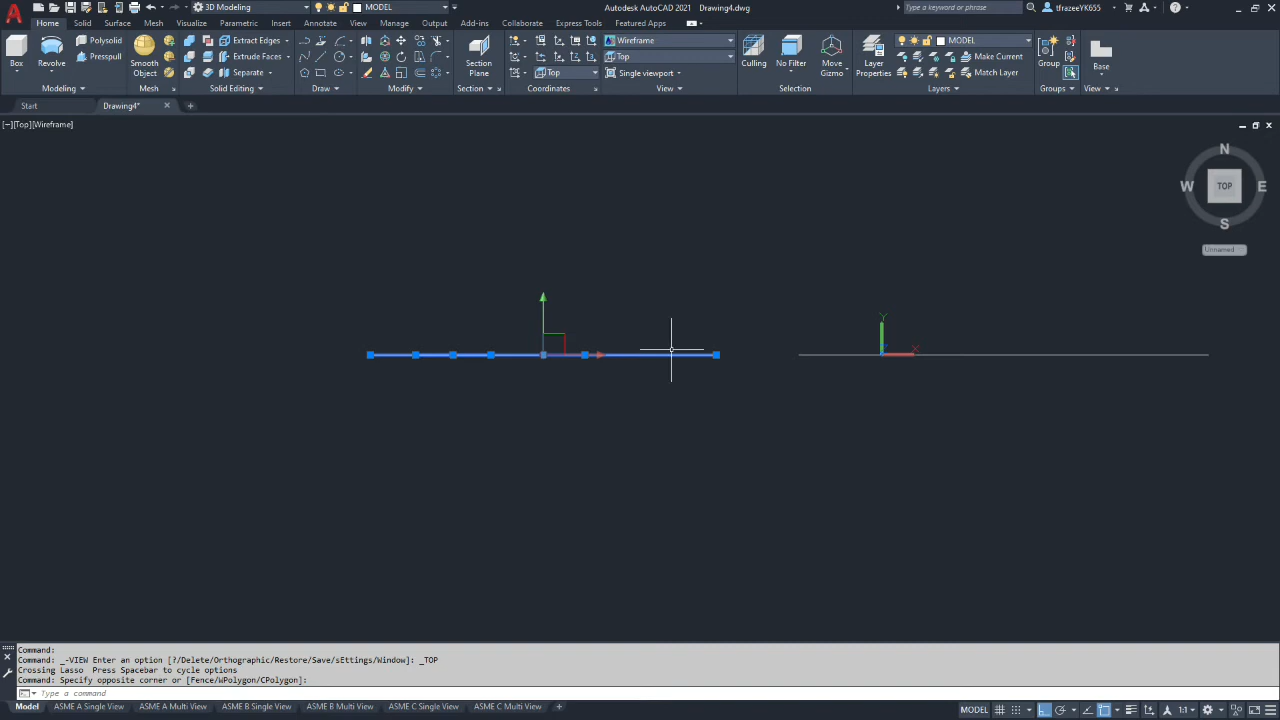 3D Modeling
MODEL
Autodesk AutoCAD 2021 Drawing4.dwg
Type a keyword or phrase
tfrazeeYK655
Home Solid Surface Mesh Visualize Parametric Insert Annotate View Manage Output Add-ins Collaborate Express Tools Featured Apps
Box
Revolve
Polysolid
Presspull
Modeling
Smooth
Object
Mesh
Extract Edges
Extrude Faces
Separate
Solid Editing
Draw
Modify
Section
Plane
Section
Top
Coordinates
Wireframe
Top
Single viewport
View
Culling
No Filter
Move
Gizmo
Selection
Layer
Properties
MODEL
Make Current
Match Layer
Layers
Group
Groups
Base
View
Start
Drawing4*
[−][Top][Wireframe]
N
W
TOP
E
S
Unnamed
Y
X
Command:
Command: _-VIEW Enter an option [?/Delete/Orthographic/Restore/Save/sEttings/Window]: _TOP
Crossing Lasso Press Spacebar to cycle options
Command: Specify opposite corner or [Fence/WPolygon/CPolygon]:
Type a command
Model ASME A Single View ASME A Multi View ASME B Single View ASME B Multi View ASME C Single View ASME C Multi View
MODEL
1:1